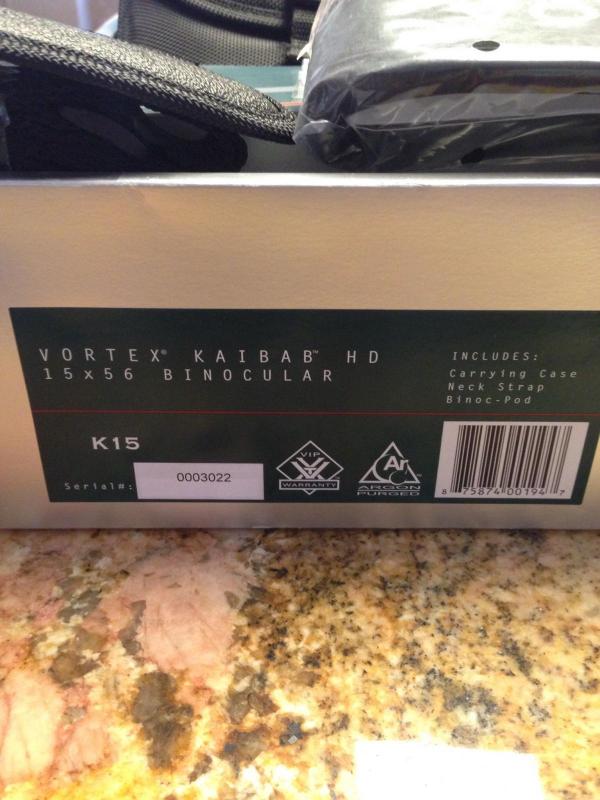 VORTEX® KAIBAB™ HD
15x56 BINOCULAR
INCLUDES:
Carrying Case
Neck Strap
Binoc-Pod
K15
Serial#: 0003022
VIP
WARRANTY
Ar
ARGON
PURGED
8 75874 00194 7